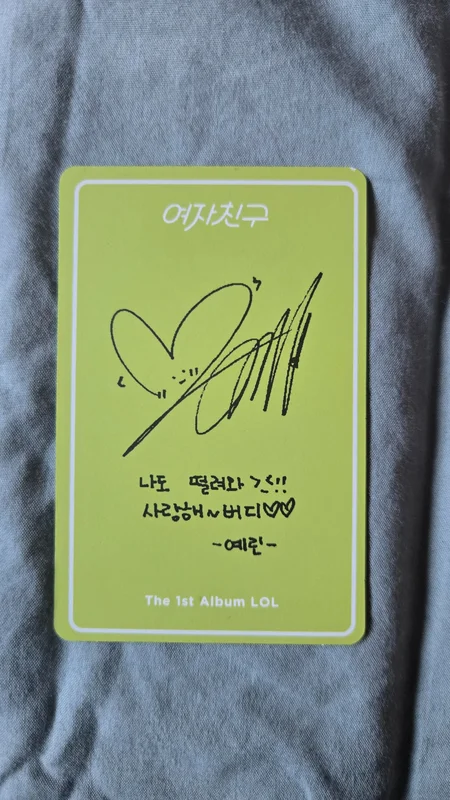 여자친구
나도 떨려와 ㄱㄱ!!
사랑해~버디♡♡
-예린-
The 1st Album LOL